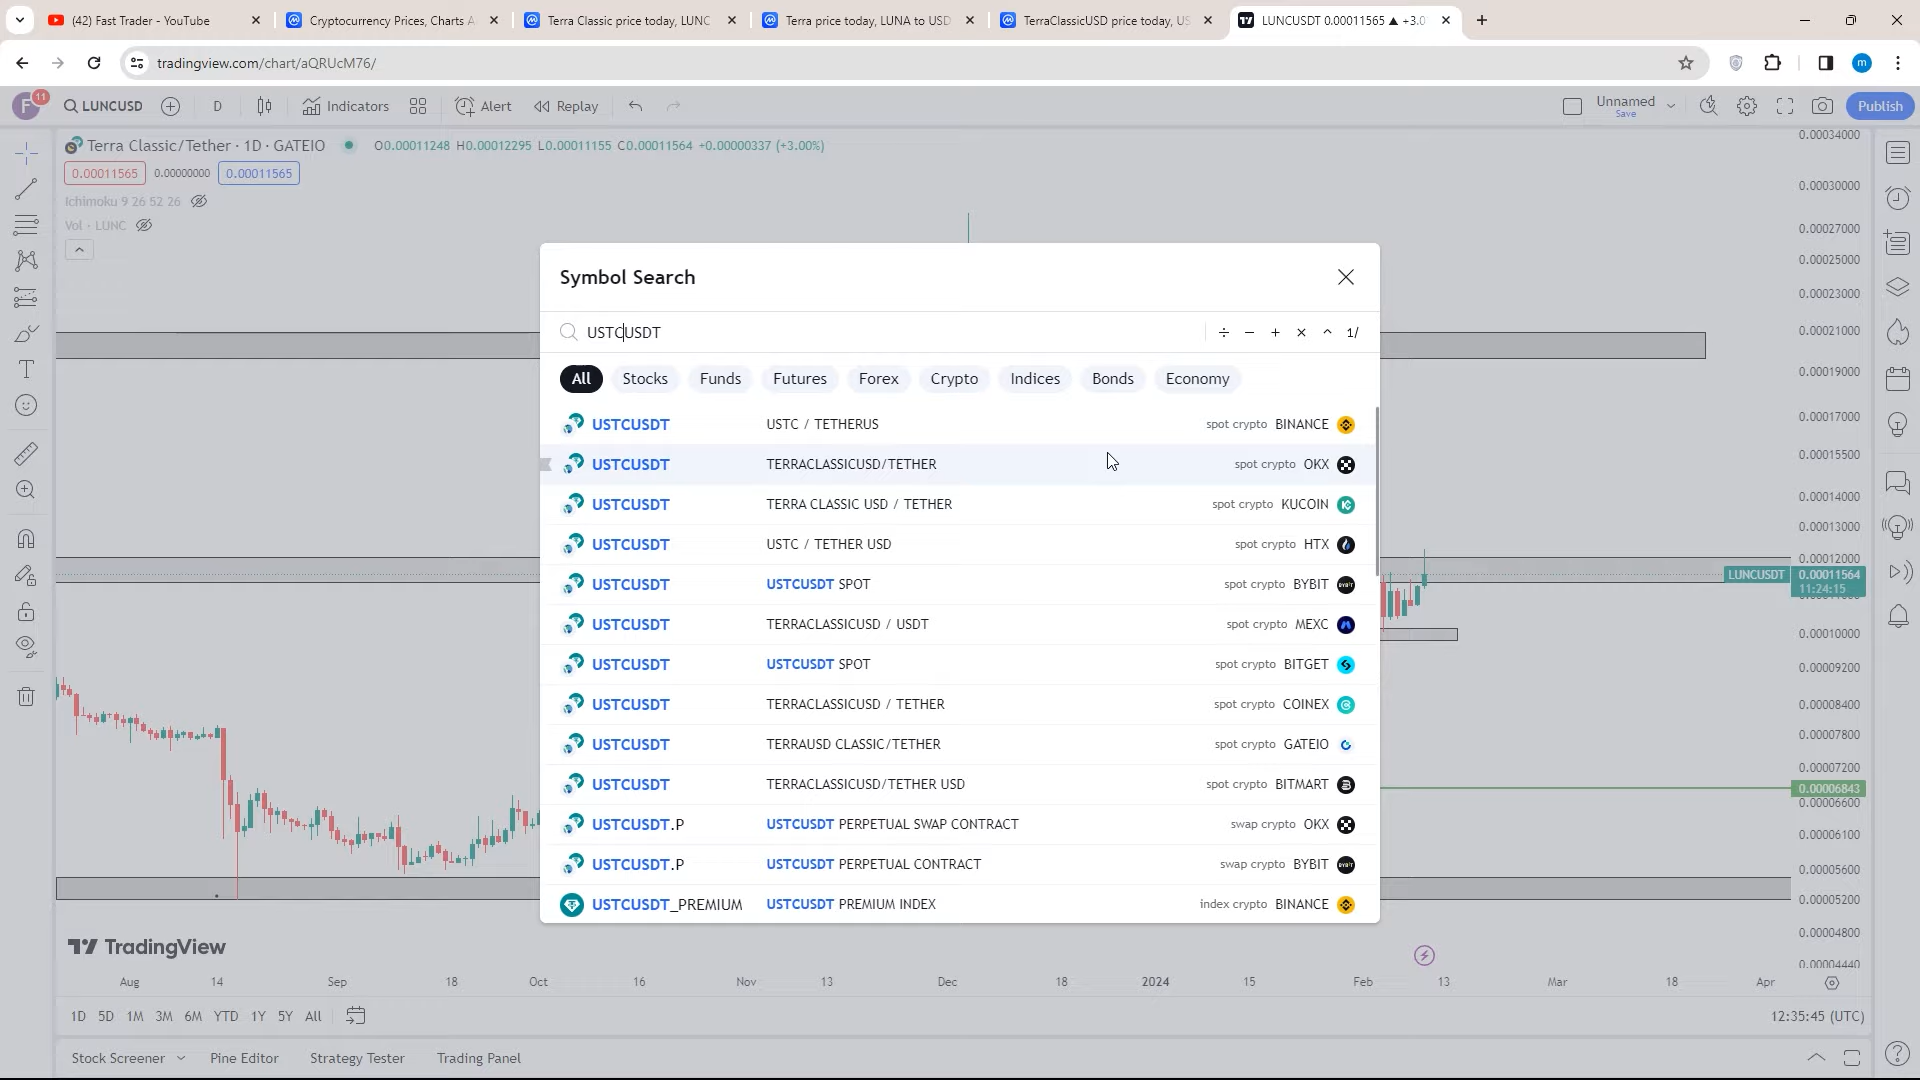 (42) Fast Trader - YouTube
Cryptocurrency Prices, Charts A
Terra Classic price today, LUNC
Terra price today, LUNA to USD
TerraClassicUSD price today, US
LUNCUSDT 0.00011565 ▲ +3.0
tradingview.com/chart/aQRUcM76/
m
F
11
LUNCUSD
D
Indicators
Alert
Replay
Unnamed
Save
Publish
Terra Classic/Tether · 1D · GATEIO
O0.00011248 H0.00012295 L0.00011155 C0.00011564 +0.00000337 (+3.00%)
0.00011565 0.00000000 0.00011565
Ichimoku 9 26 52 26
Vol · LUNC
Symbol Search
USTCUSDT
÷ − + × ^ 1/
All Stocks Funds Futures Forex Crypto Indices Bonds Economy
USTCUSDT USTC / TETHERUS spot crypto BINANCE
USTCUSDT TERRACLASSICUSD/TETHER spot crypto OKX
USTCUSDT TERRA CLASSIC USD / TETHER spot crypto KUCOIN
USTCUSDT USTC / TETHER USD spot crypto HTX
USTCUSDT USTCUSDT SPOT spot crypto BYBIT
USTCUSDT TERRACLASSICUSD / USDT spot crypto MEXC
USTCUSDT USTCUSDT SPOT spot crypto BITGET
USTCUSDT TERRACLASSICUSD / TETHER spot crypto COINEX
USTCUSDT TERRAUSD CLASSIC/TETHER spot crypto GATEIO
USTCUSDT TERRACLASSICUSD/TETHER USD spot crypto BITMART
USTCUSDT.P USTCUSDT PERPETUAL SWAP CONTRACT swap crypto OKX
USTCUSDT.P USTCUSDT PERPETUAL CONTRACT swap crypto BYBIT
USTCUSDT_PREMIUM USTCUSDT PREMIUM INDEX index crypto BINANCE
0.00034000
0.00030000
0.00027000
0.00025000
0.00023000
0.00021000
0.00019000
0.00017000
0.00015500
0.00014000
0.00013000
0.00012000
LUNCUSDT 0.00011564
11:24:15
0.00010000
0.00009200
0.00008400
0.00007800
0.00007200
0.00006843
0.00006600
0.00006100
0.00005600
0.00005200
0.00004800
0.00004440
TradingView
Aug 14 Sep 18 Oct 16 Nov 13 Dec 18 2024 15 Feb 13 Mar 18 Apr
1D 5D 1M 3M 6M YTD 1Y 5Y All
12:35:45 (UTC)
Stock Screener Pine Editor Strategy Tester Trading Panel